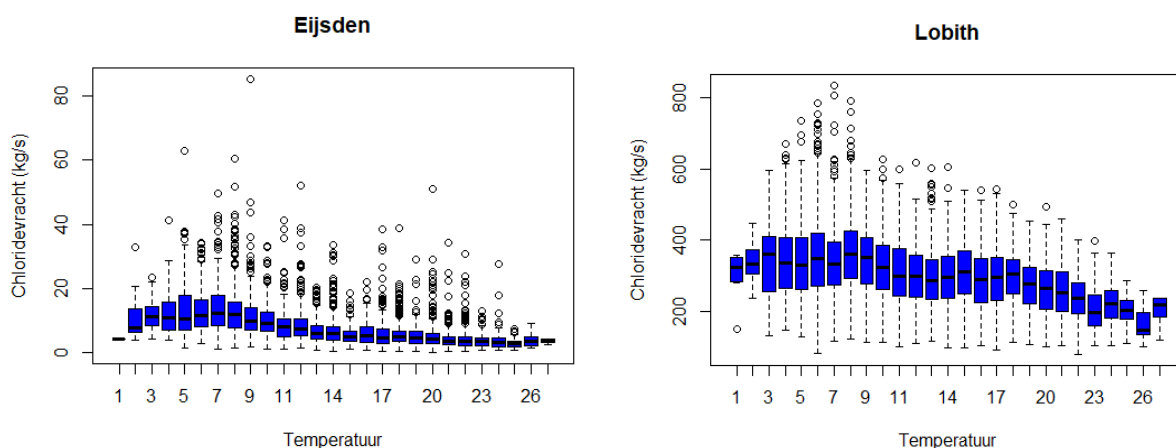 Eijsden
Chloridevracht (kg/s)
80
60
40
20
0
1 3 5 7 9 11 14 17 20 23 26
Temperatuur
Lobith
Chloridevracht (kg/s)
800
600
400
200
1 3 5 7 9 11 14 17 20 23 26
Temperatuur